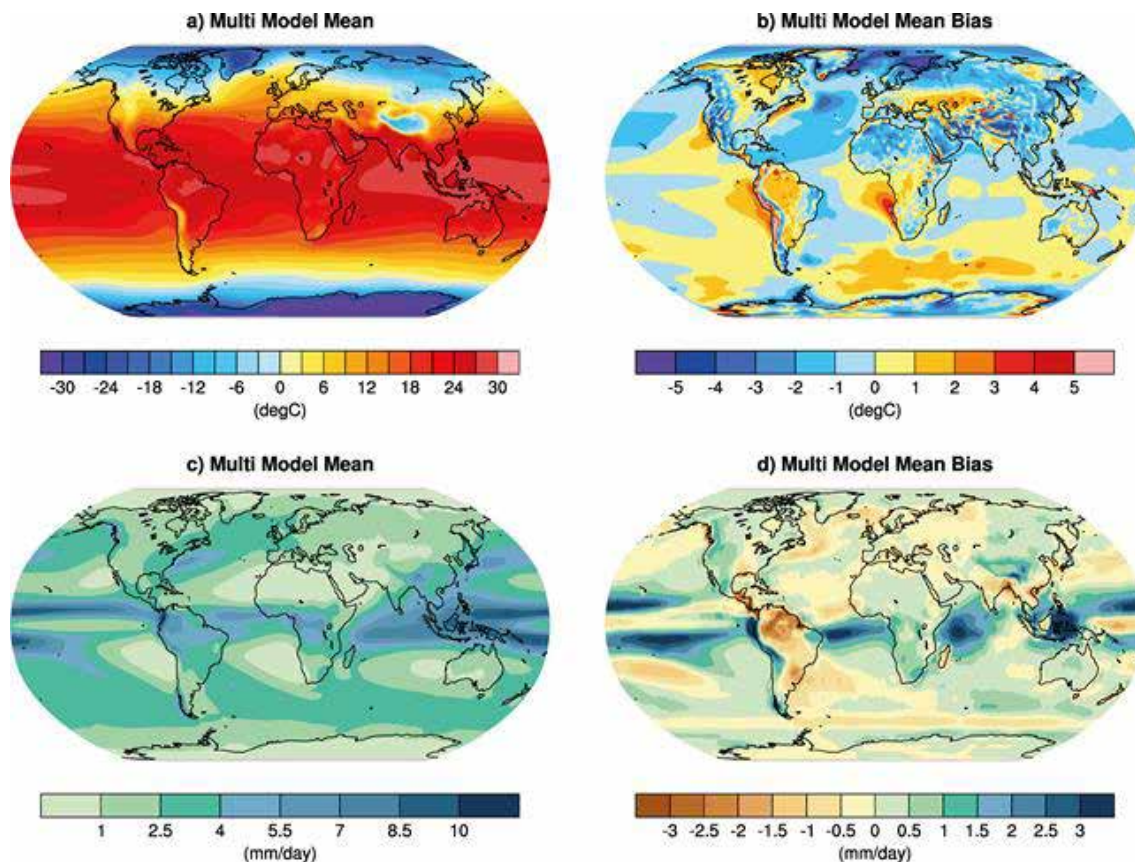 a) Multi Model Mean
b) Multi Model Mean Bias
-30 -24 -18 -12 -6 0 6 12 18 24 30
(degC)
-5 -4 -3 -2 -1 0 1 2 3 4 5
(degC)
c) Multi Model Mean
d) Multi Model Mean Bias
1 2.5 4 5.5 7 8.5 10
(mm/day)
-3 -2.5 -2 -1.5 -1 -0.5 0 0.5 1 1.5 2 2.5 3
(mm/day)